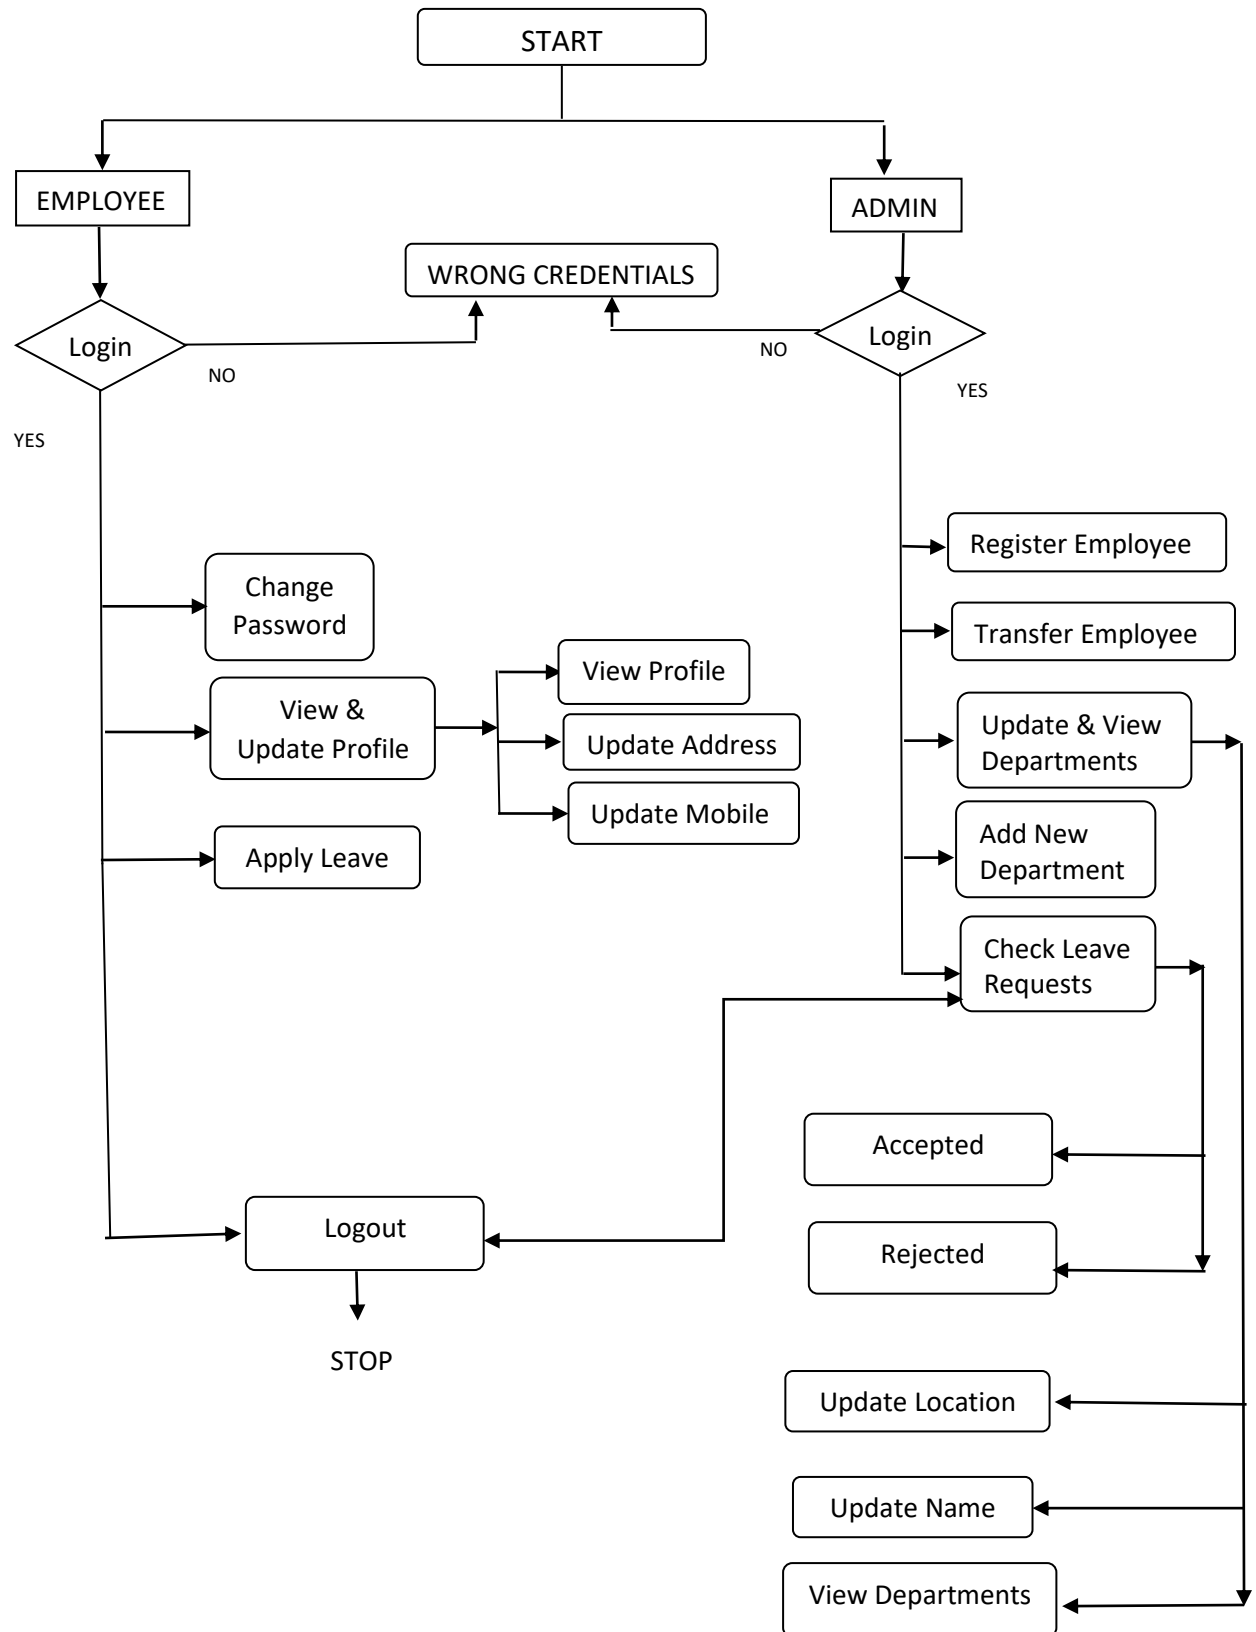 START
EMPLOYEE
ADMIN
WRONG CREDENTIALS
Login
Login
NO
NO
YES
YES
Register Employee
Change
Password
Transfer Employee
View Profile
View &
Update Profile
Update Address
Update & View
Departments
Update Mobile
Apply Leave
Add New
Department
Check Leave
Requests
Accepted
Logout
Rejected
STOP
Update Location
Update Name
View Departments